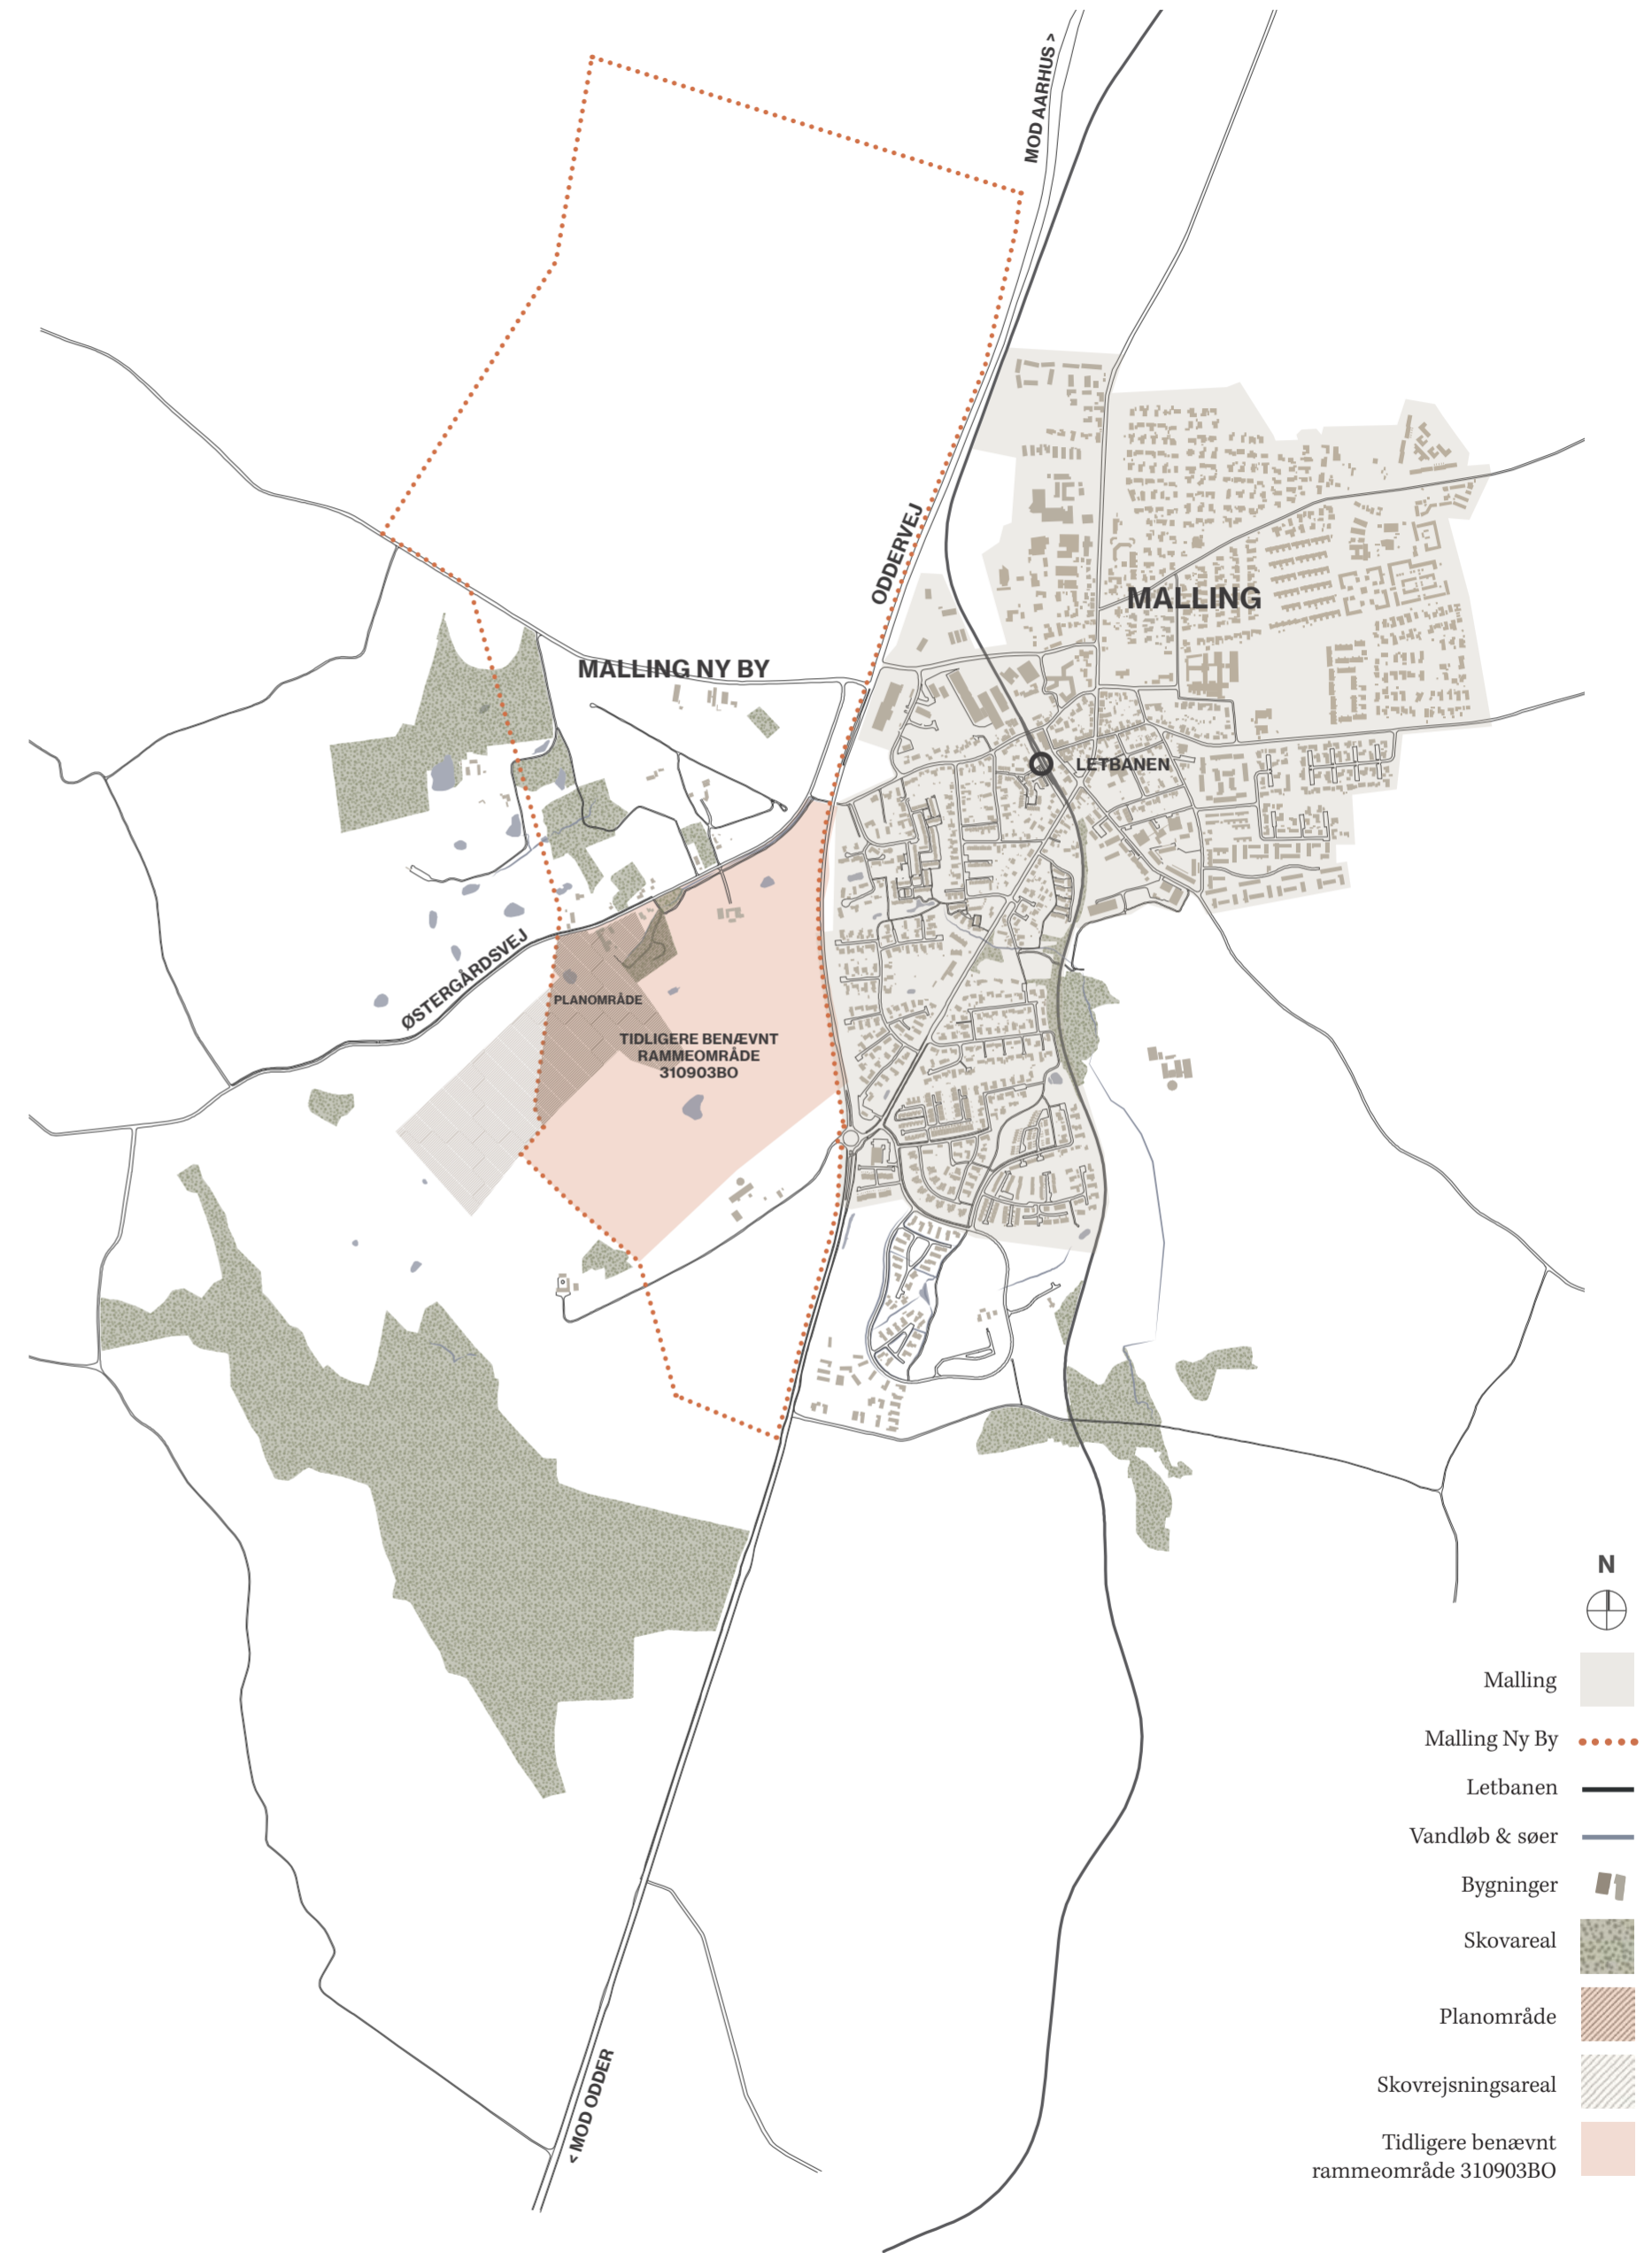 MOD AARHUS >
ODDERVEJ
MALLING
MALLING NY BY
LETBANEN
ØSTERGÅRDSVEJ
PLANOMRÅDE
TIDLIGERE BENÆVNT
RAMMEOMRÅDE
310903BO
< MOD ODDER
N
Malling
Malling Ny By
Letbanen
Vandløb & søer
Bygninger
Skovareal
Planområde
Skovrejsningsareal
Tidligere benævnt
rammeområde 310903BO